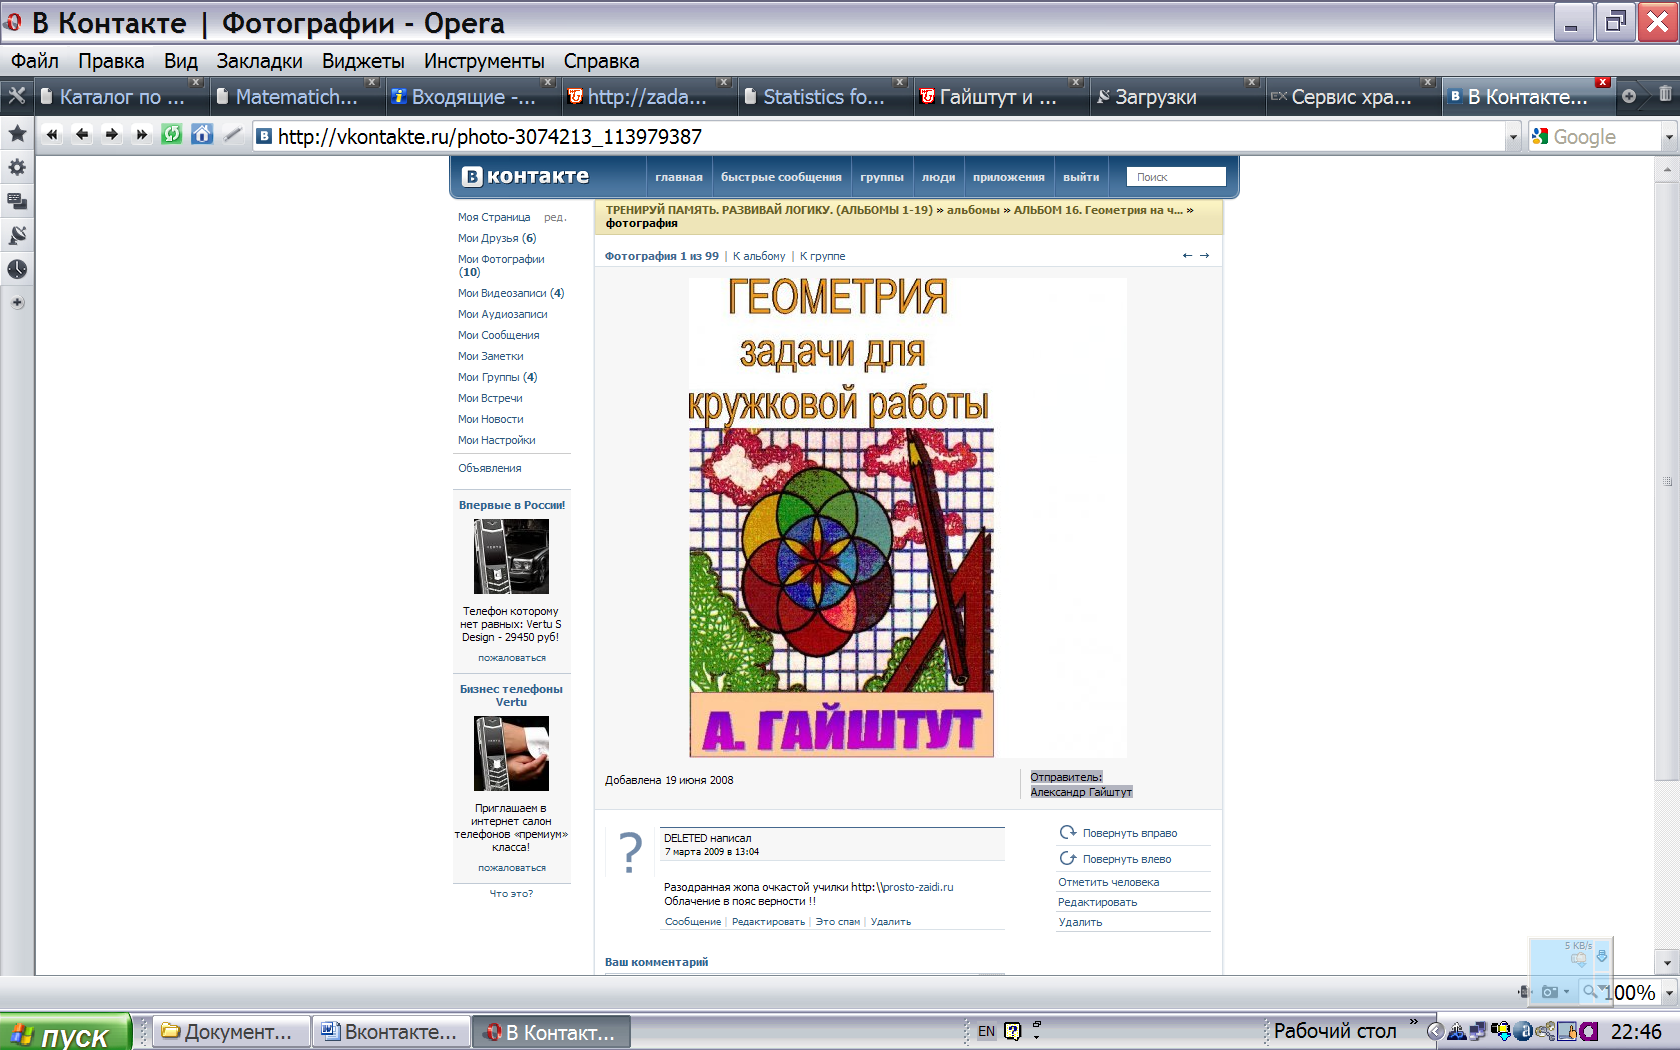 В Контакте | Фотографии - Opera
Файл Правка Вид Закладки Виджеты Инструменты Справка
Каталог по ... Matematich... Входящие -... http://zada... Statistics fo... Гайштут и ... Загрузки Сервис хра... В Контакте...
http://vkontakte.ru/photo-3074213_113979387 Google
В контакте главная быстрые сообщения группы люди приложения выйти Поиск
Моя Страница ред.
Мои Друзья (6)
Мои Фотографии
(10)
Мои Видеозаписи (4)
Мои Аудиозаписи
Мои Сообщения
Мои Заметки
Мои Группы (4)
Мои Встречи
Мои Новости
Мои Настройки
Объявления
Впервые в России!
Телефон которому
нет равных: Vertu S
Design - 29450 руб!
пожаловаться
Бизнес телефоны
Vertu
Приглашаем в
интернет салон
телефонов «премиум»
класса!
пожаловаться
Что это?
ТРЕНИРУЙ ПАМЯТЬ. РАЗВИВАЙ ЛОГИКУ. (АЛЬБОМЫ 1-19) » альбомы » АЛЬБОМ 16. Геометрия на ч... »
фотография
Фотография 1 из 99 | К альбому | К группе ← →
ГЕОМЕТРИЯ
задачи для
кружковой работы
А. ГАЙШТУТ
Добавлена 19 июня 2008
Отправитель:
Александр Гайштут
DELETED написал
7 марта 2009 в 13:04
Разодранная жопа очкастой училки http:\\prosto-zaidi.ru
Облачение в пояс верности !!
Сообщение | Редактировать | Это спам | Удалить
Повернуть вправо
Повернуть влево
Отметить человека
Редактировать
Удалить
Ваш комментарий
5 KB/s
100%
пуск Документ... Вконтакте... В Контакт... EN Рабочий стол » 22:46